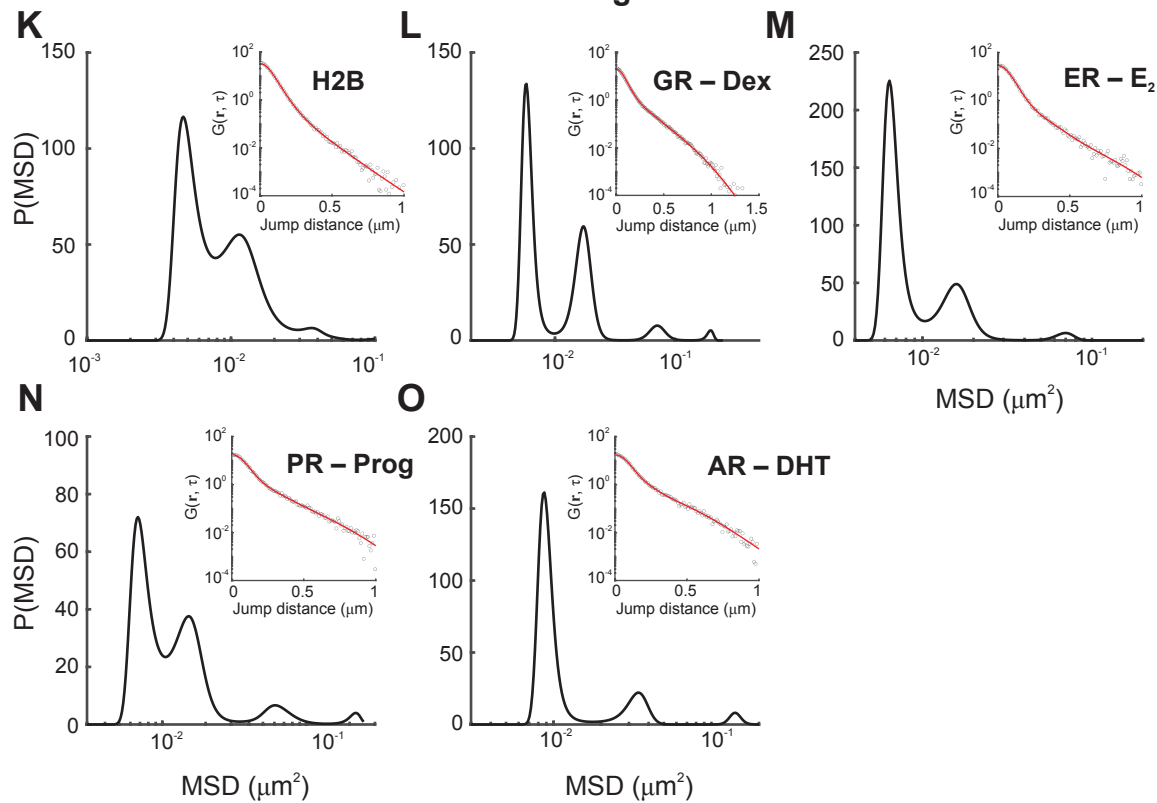 g
K
150
100
50
0
P(MSD)
10⁻³
10⁻²
10⁻¹
H2B
10²
10⁰
10⁻²
10⁻⁴
G(r, τ)
0
0.5
1
Jump distance (μm)
L
150
100
50
0
10⁻²
10⁻¹
GR – Dex
10²
10⁰
10⁻²
10⁻⁴
G(r, τ)
0
0.5
1
1.5
Jump distance (μm)
M
250
200
150
100
50
0
10⁻²
10⁻¹
MSD (μm²)
ER – E₂
10²
10⁰
10⁻²
10⁻⁴
G(r, τ)
0
0.5
1
Jump distance (μm)
N
100
80
60
40
20
0
P(MSD)
10⁻²
10⁻¹
MSD (μm²)
PR – Prog
10²
10⁰
10⁻²
10⁻⁴
G(r, τ)
0
0.5
1
Jump distance (μm)
O
200
150
100
50
0
10⁻²
10⁻¹
MSD (μm²)
AR – DHT
10²
10⁰
10⁻²
10⁻⁴
G(r, τ)
0
0.5
1
Jump distance (μm)